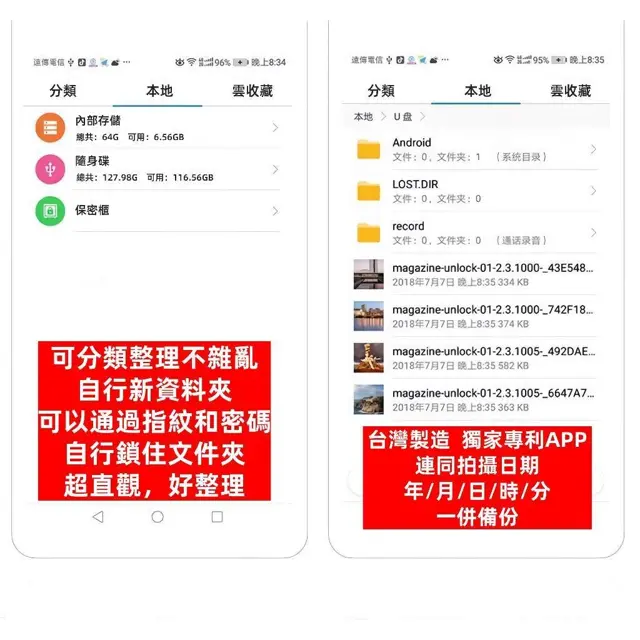 遠傳電信
96% 晚上8:34
分類 本地 雲收藏
內部存儲
總共: 64G 可用: 6.56GB
隨身碟
總共: 127.98G 可用: 116.56GB
保密櫃
可分類整理不雜亂
自行新資料夾
可以通過指紋和密碼
自行鎖住文件夾
超直觀，好整理
遠傳電信
95% 晚上8:35
分類 本地 雲收藏
本地 > U 盘 >
Android
文件: 0, 文件夹: 1 (系统目录)
LOST.DIR
文件: 0, 文件夹: 0
record
文件: 0, 文件夹: 0 (通话录音)
magazine-unlock-01-2.3.1000-_43E548...
2018年7月7日 晚上8:35 334 KB
magazine-unlock-01-2.3.1000-_742F18...
2018年7月7日 晚上8:35 374 KB
magazine-unlock-01-2.3.1005-_492DAE...
2018年7月7日 晚上8:35 582 KB
magazine-unlock-01-2.3.1005-_6647A7...
2018年7月7日 晚上8:35 363 KB
台灣製造 獨家專利APP
連同拍攝日期
年/月/日/時/分
一併備份